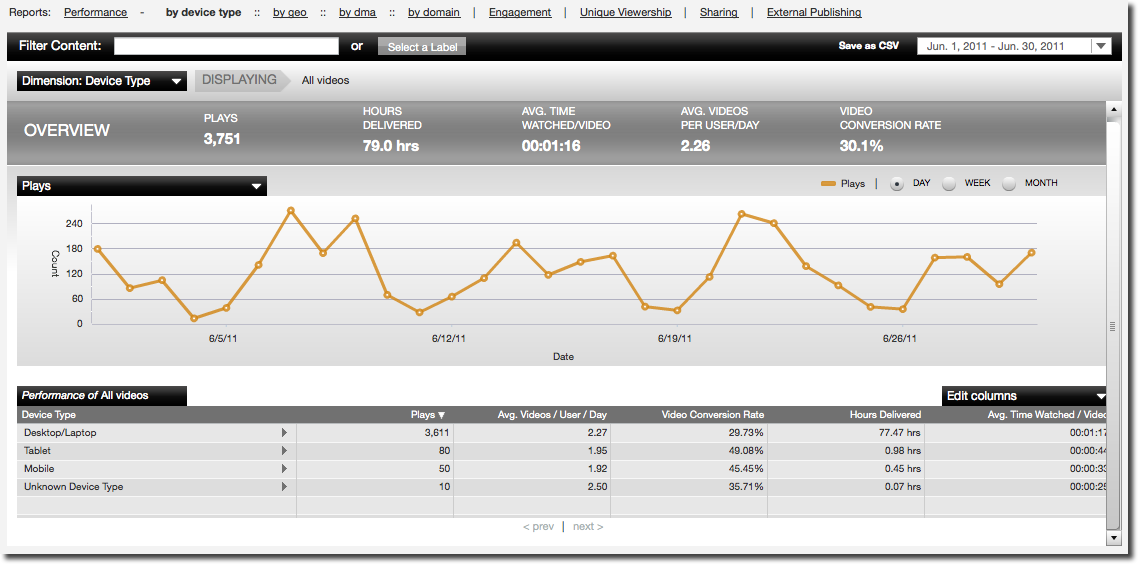 Reports: Performance - by device type :: by geo :: by dma :: by domain | Engagement | Unique Viewership | Sharing | External Publishing
Filter Content: or Select a Label Save as CSV Jun. 1, 2011 - Jun. 30, 2011
Dimension: Device Type DISPLAYING All videos
OVERVIEW
PLAYS
3,751
HOURS
DELIVERED
79.0 hrs
AVG. TIME
WATCHED/VIDEO
00:01:16
AVG. VIDEOS
PER USER/DAY
2.26
VIDEO
CONVERSION RATE
30.1%
Plays
Plays | DAY WEEK MONTH
240
180
120
60
0
Count
6/5/11 6/12/11 6/19/11 6/26/11
Date
Performance of All videos Edit columns
Device Type Plays Avg. Videos / User / Day Video Conversion Rate Hours Delivered Avg. Time Watched / Video
Desktop/Laptop 3,611 2.27 29.73% 77.47 hrs 00:01:17
Tablet 80 1.95 49.08% 0.98 hrs 00:00:44
Mobile 50 1.92 45.45% 0.45 hrs 00:00:33
Unknown Device Type 10 2.50 35.71% 0.07 hrs 00:00:25
< prev | next >